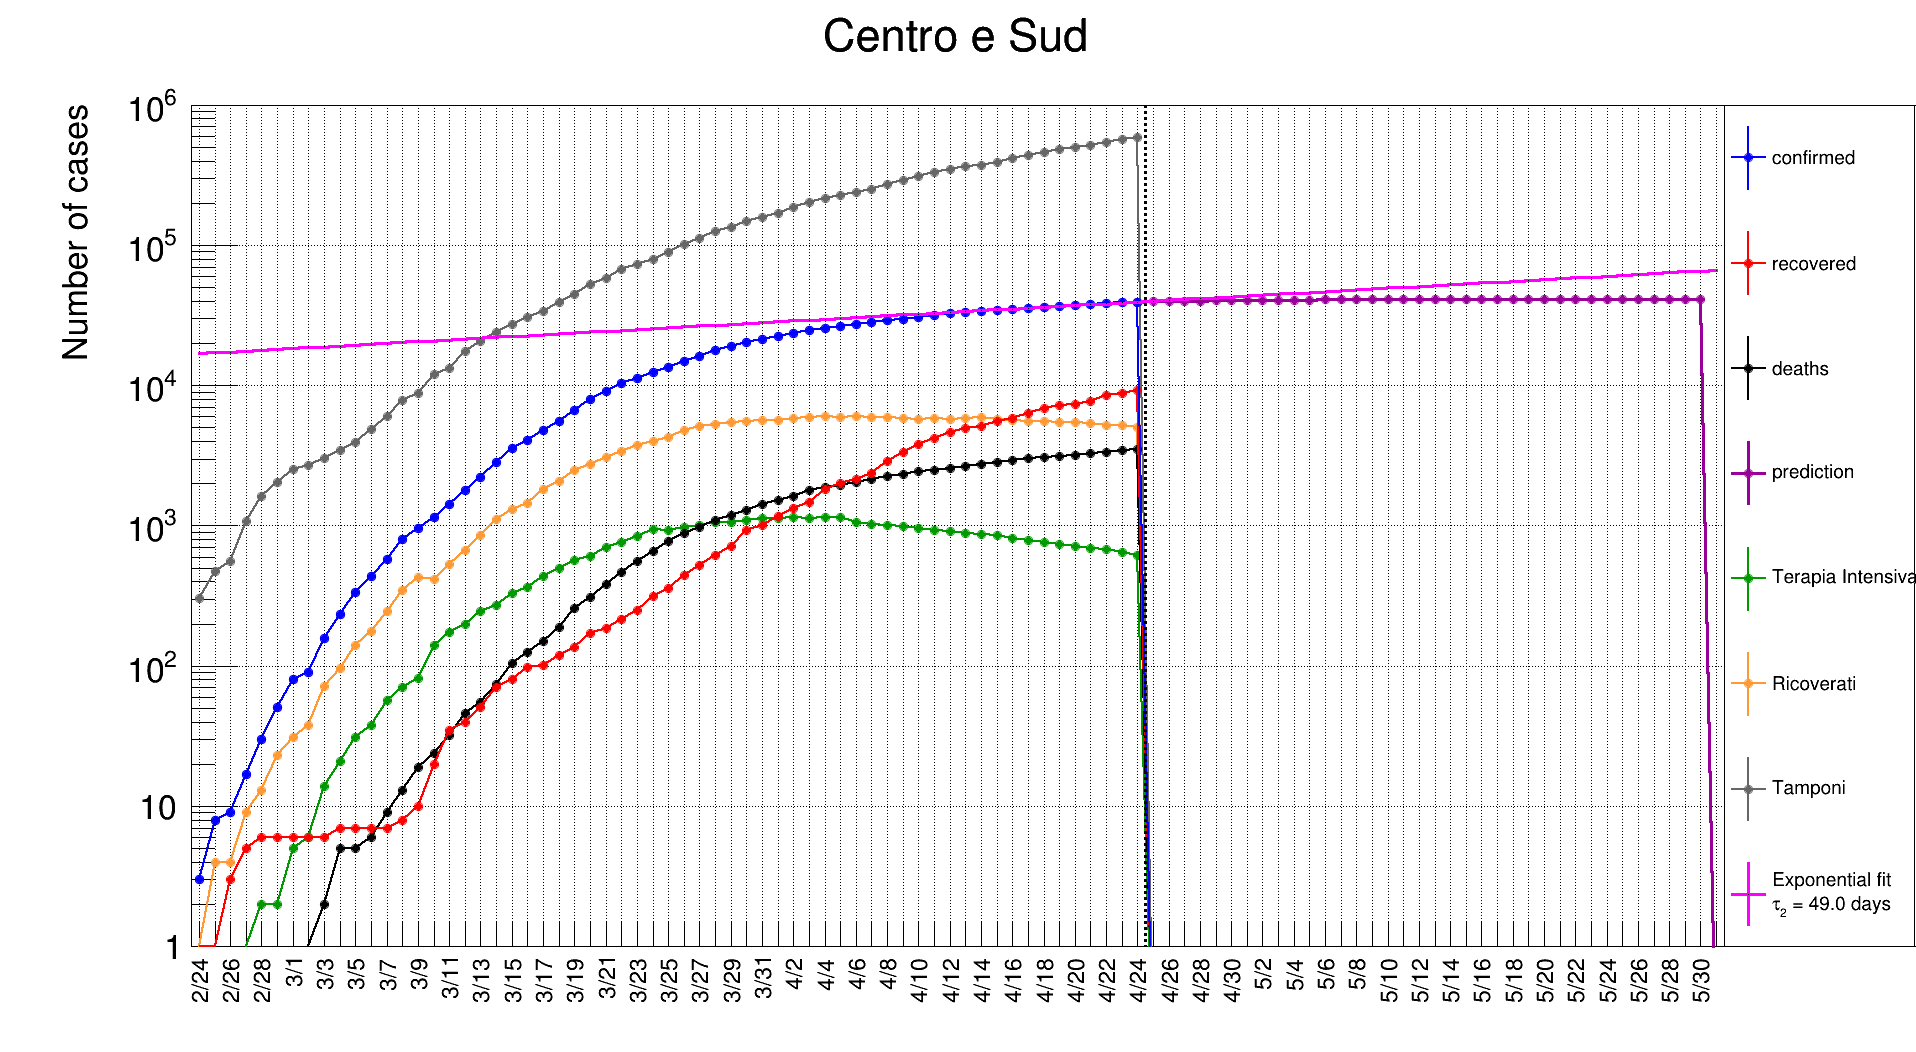 Centro e Sud
Number of cases
10^6
10^5
10^4
10^3
10^2
10
1
2/24 2/26 2/28 3/1 3/3 3/5 3/7 3/9 3/11 3/13 3/15 3/17 3/19 3/21 3/23 3/25 3/27 3/29 3/31 4/2 4/4 4/6 4/8 4/10 4/12 4/14 4/16 4/18 4/20 4/22 4/24 4/26 4/28 4/30 5/2 5/4 5/6 5/8 5/10 5/12 5/14 5/16 5/18 5/20 5/22 5/24 5/26 5/28 5/30
confirmed
recovered
deaths
prediction
Terapia Intensiva
Ricoverati
Tamponi
Exponential fit
τ₂ = 49.0 days